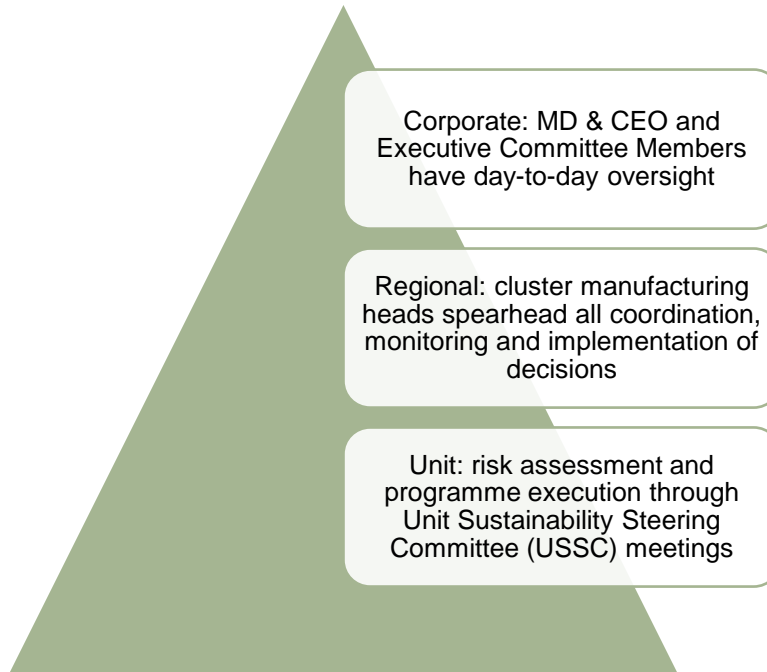 Corporate: MD & CEO and
Executive Committee Members
have day-to-day oversight
Regional: cluster manufacturing
heads spearhead all coordination,
monitoring and implementation of
decisions
Unit: risk assessment and
programme execution through
Unit Sustainability Steering
Committee (USSC) meetings